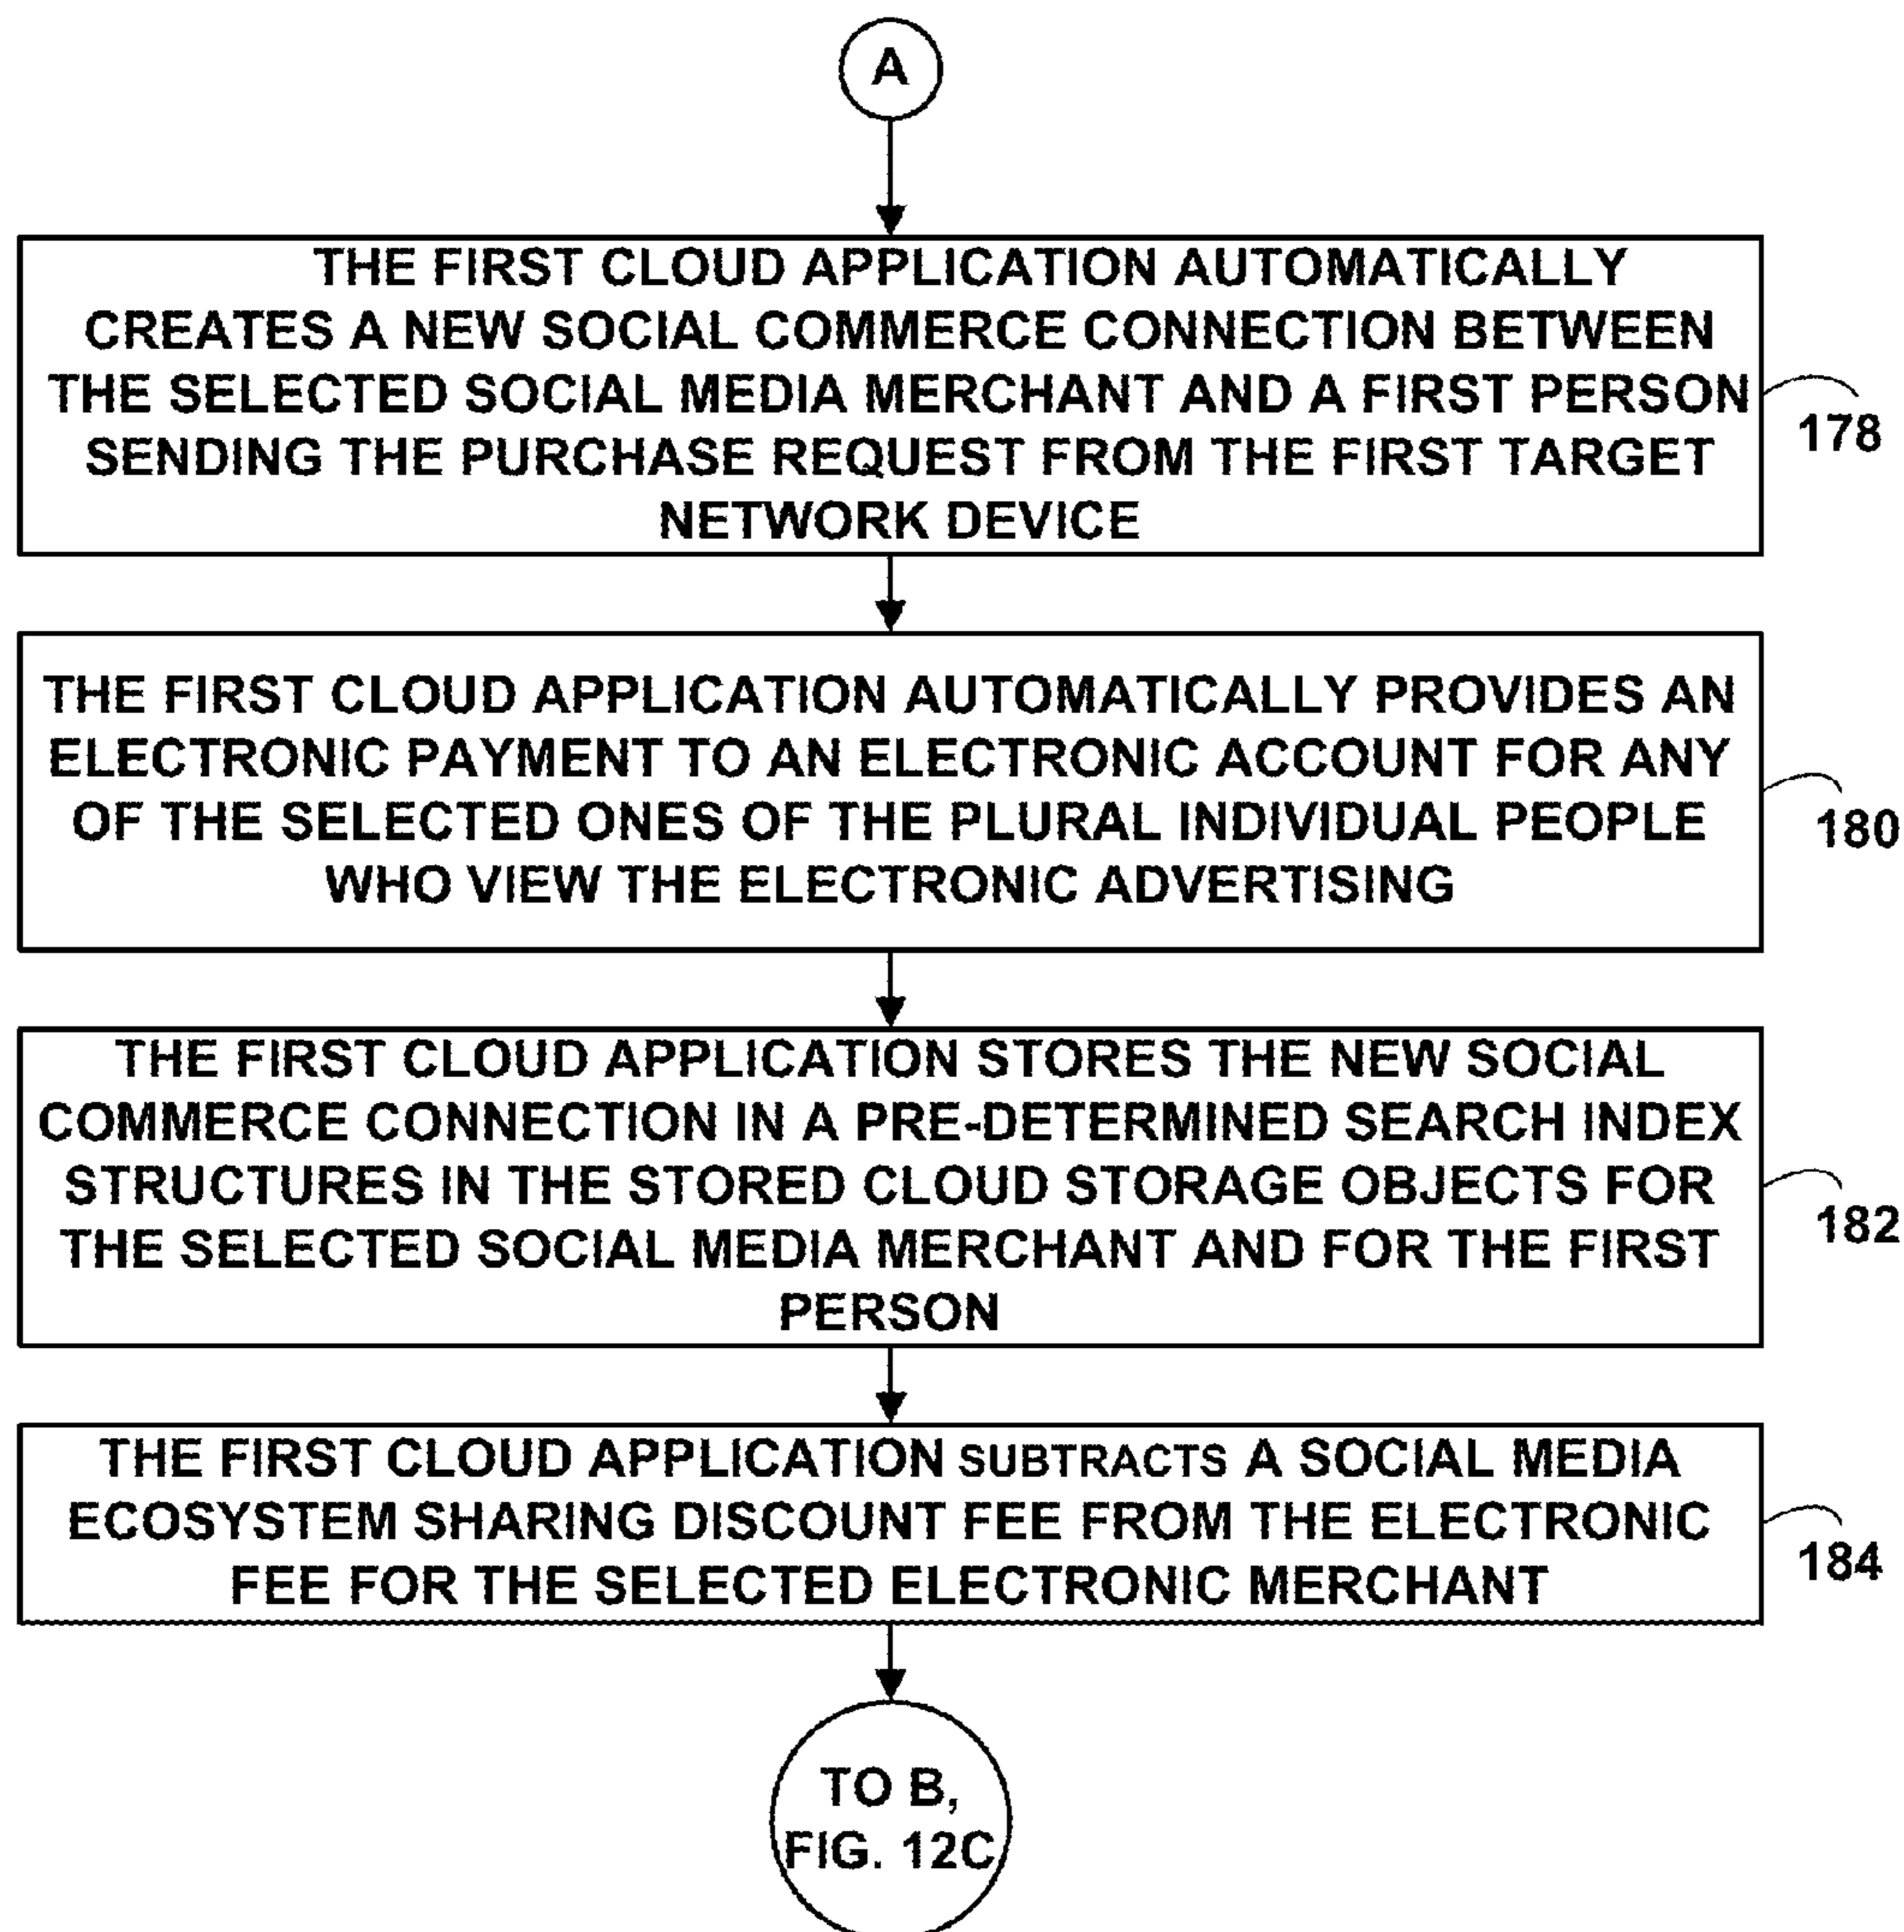 A
THE FIRST CLOUD APPLICATION AUTOMATICALLY
CREATES A NEW SOCIAL COMMERCE CONNECTION BETWEEN
THE SELECTED SOCIAL MEDIA MERCHANT AND A FIRST PERSON
SENDING THE PURCHASE REQUEST FROM THE FIRST TARGET
NETWORK DEVICE
178
THE FIRST CLOUD APPLICATION AUTOMATICALLY PROVIDES AN
ELECTRONIC PAYMENT TO AN ELECTRONIC ACCOUNT FOR ANY
OF THE SELECTED ONES OF THE PLURAL INDIVIDUAL PEOPLE
WHO VIEW THE ELECTRONIC ADVERTISING
180
THE FIRST CLOUD APPLICATION STORES THE NEW SOCIAL
COMMERCE CONNECTION IN A PRE-DETERMINED SEARCH INDEX
STRUCTURES IN THE STORED CLOUD STORAGE OBJECTS FOR
THE SELECTED SOCIAL MEDIA MERCHANT AND FOR THE FIRST
PERSON
182
THE FIRST CLOUD APPLICATION SUBTRACTS A SOCIAL MEDIA
ECOSYSTEM SHARING DISCOUNT FEE FROM THE ELECTRONIC
FEE FOR THE SELECTED ELECTRONIC MERCHANT
184
TO B,
FIG. 12C